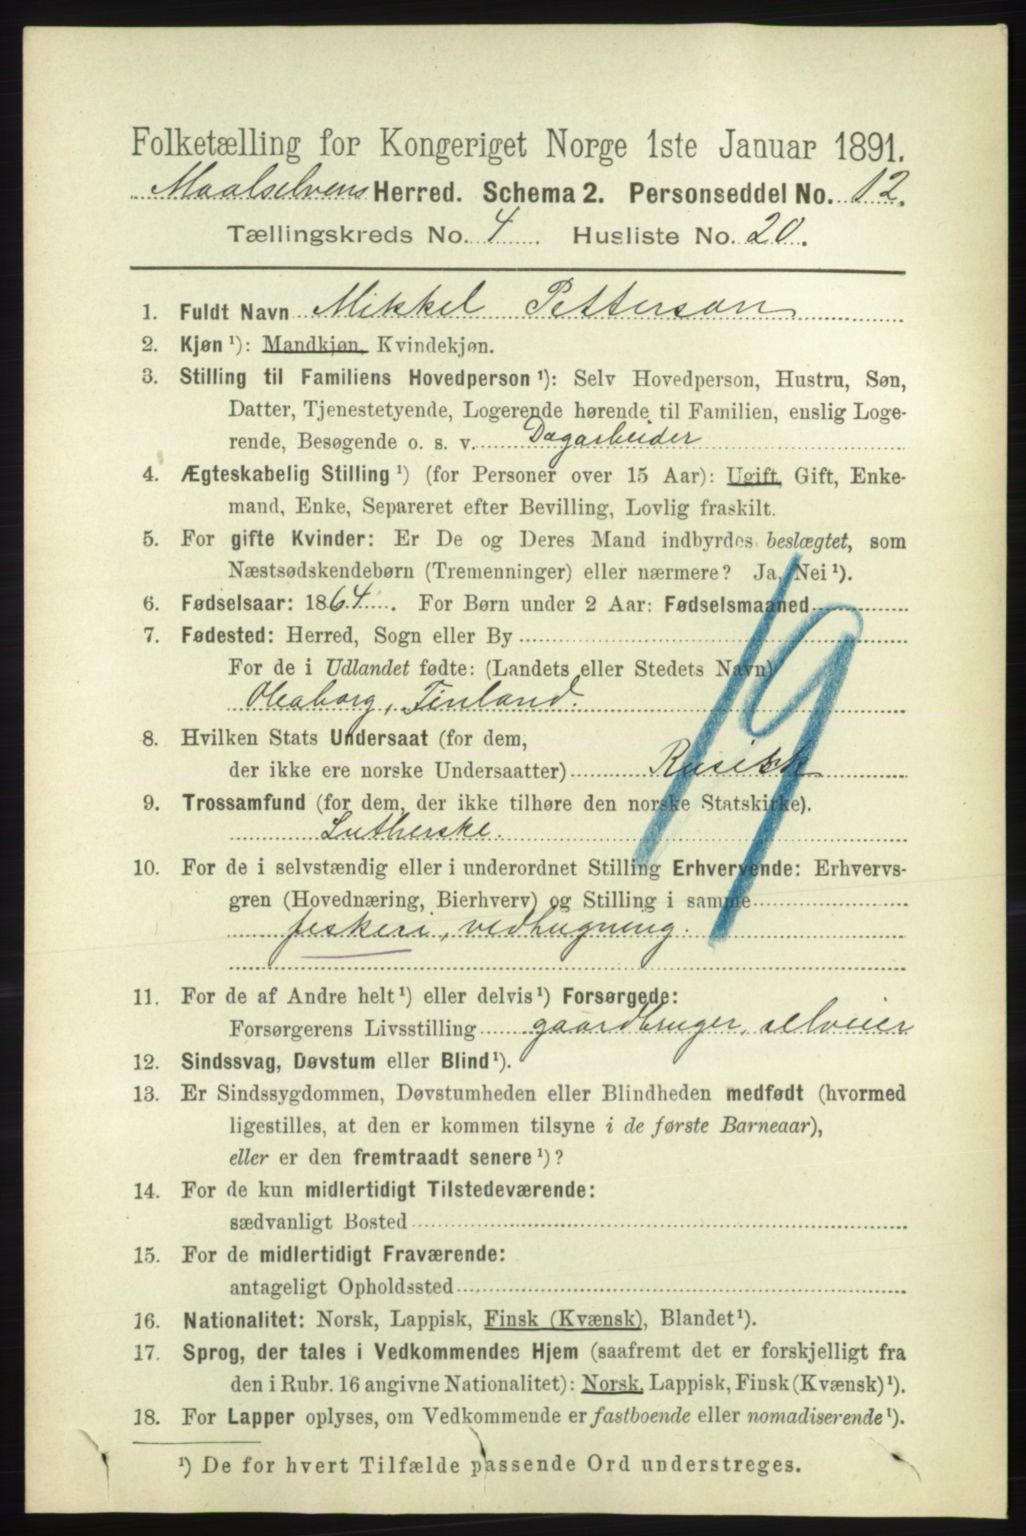 Folketælling for Kongeriget Norge 1ste Januar 1891.
Maalselvens Herred. Schema 2. Personseddel No. 12.
Tællingskreds No. 4 Husliste No. 20.
1. Fuldt Navn Mikkel Petterson
2. Kjøn ¹): Mandkjøn, Kvindekjøn.
3. Stilling til Familiens Hovedperson ¹): Selv Hovedperson, Hustru, Søn,
Datter, Tjenestetyende, Logerende hørende til Familien, enslig Loge-
rende, Besøgende o. s. v. Dagarbeider
4. Ægteskabelig Stilling ¹) (for Personer over 15 Aar): Ugift, Gift, Enke-
mand, Enke, Separeret efter Bevilling, Lovlig fraskilt.
5. For gifte Kvinder: Er De og Deres Mand indbyrdes beslægtet, som
Næstsødskendebørn (Tremenninger) eller nærmere? Ja, Nei ¹).
6. Fødselsaar: 1864. For Børn under 2 Aar: Fødselsmaaned
7. Fødested: Herred, Sogn eller By
For de i Udlandet fødte: (Landets eller Stedets Navn)
Oleaborg, Finland.
8. Hvilken Stats Undersaat (for dem,
der ikke ere norske Undersaatter) Rusisk
9. Trossamfund (for dem, der ikke tilhøre den norske Statskirke).
Lutherske.
10. For de i selvstændig eller i underordnet Stilling Erhvervende: Erhvervs-
gren (Hovednæring, Bierhverv) og Stilling i samme
fiskeri, vedhugning.
11. For de af Andre helt ¹) eller delvis ¹) Forsørgede:
Forsørgerens Livsstilling gaardbruger, selveier
12. Sindssvag, Døvstum eller Blind ¹).
13. Er Sindssygdommen, Døvstumheden eller Blindheden medfødt (hvormed
ligestilles, at den er kommen tilsyne i de første Barneaar),
eller er den fremtraadt senere ¹)?
14. For de kun midlertidigt Tilstedeværende:
sædvanligt Bosted
15. For de midlertidigt Fraværende:
antageligt Opholdssted
16. Nationalitet: Norsk, Lappisk, Finsk (Kvænsk), Blandet ¹).
17. Sprog, der tales i Vedkommendes Hjem (saafremt det er forskjelligt fra
den i Rubr. 16 angivne Nationalitet): Norsk, Lappisk, Finsk (Kvænsk) ¹).
18. For Lapper oplyses, om Vedkommende er fastboende eller nomadiserende ¹).
¹) De for hvert Tilfælde passende Ord understreges.
19